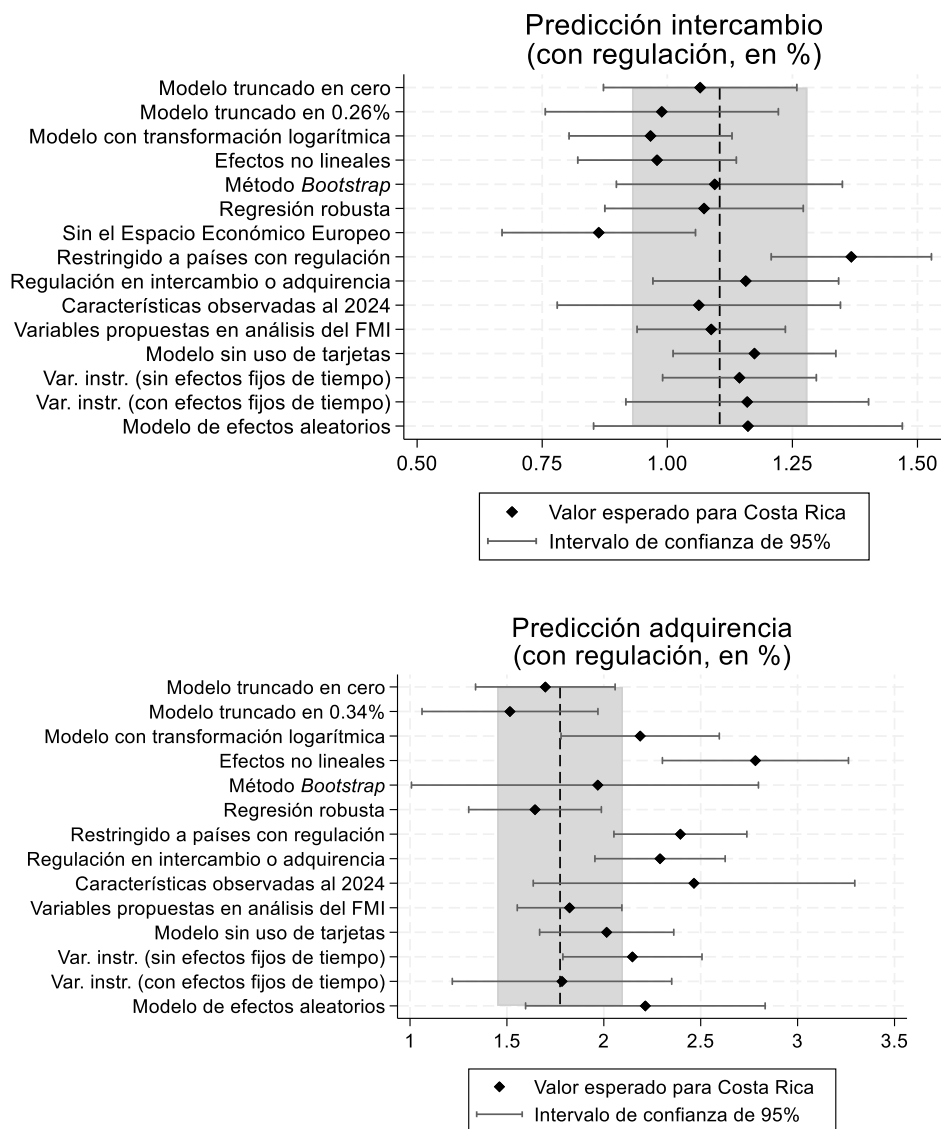 Predicción intercambio
(con regulación, en %)
Modelo truncado en cero
Modelo truncado en 0.26%
Modelo con transformación logarítmica
Efectos no lineales
Método Bootstrap
Regresión robusta
Sin el Espacio Económico Europeo
Restringido a países con regulación
Regulación en intercambio o adquirencia
Características observadas al 2024
Variables propuestas en análisis del FMI
Modelo sin uso de tarjetas
Var. instr. (sin efectos fijos de tiempo)
Var. instr. (con efectos fijos de tiempo)
Modelo de efectos aleatorios
0.50 0.75 1.00 1.25 1.50
Valor esperado para Costa Rica
Intervalo de confianza de 95%
Predicción adquirencia
(con regulación, en %)
Modelo truncado en cero
Modelo truncado en 0.34%
Modelo con transformación logarítmica
Efectos no lineales
Método Bootstrap
Regresión robusta
Restringido a países con regulación
Regulación en intercambio o adquirencia
Características observadas al 2024
Variables propuestas en análisis del FMI
Modelo sin uso de tarjetas
Var. instr. (sin efectos fijos de tiempo)
Var. instr. (con efectos fijos de tiempo)
Modelo de efectos aleatorios
1 1.5 2 2.5 3 3.5
Valor esperado para Costa Rica
Intervalo de confianza de 95%